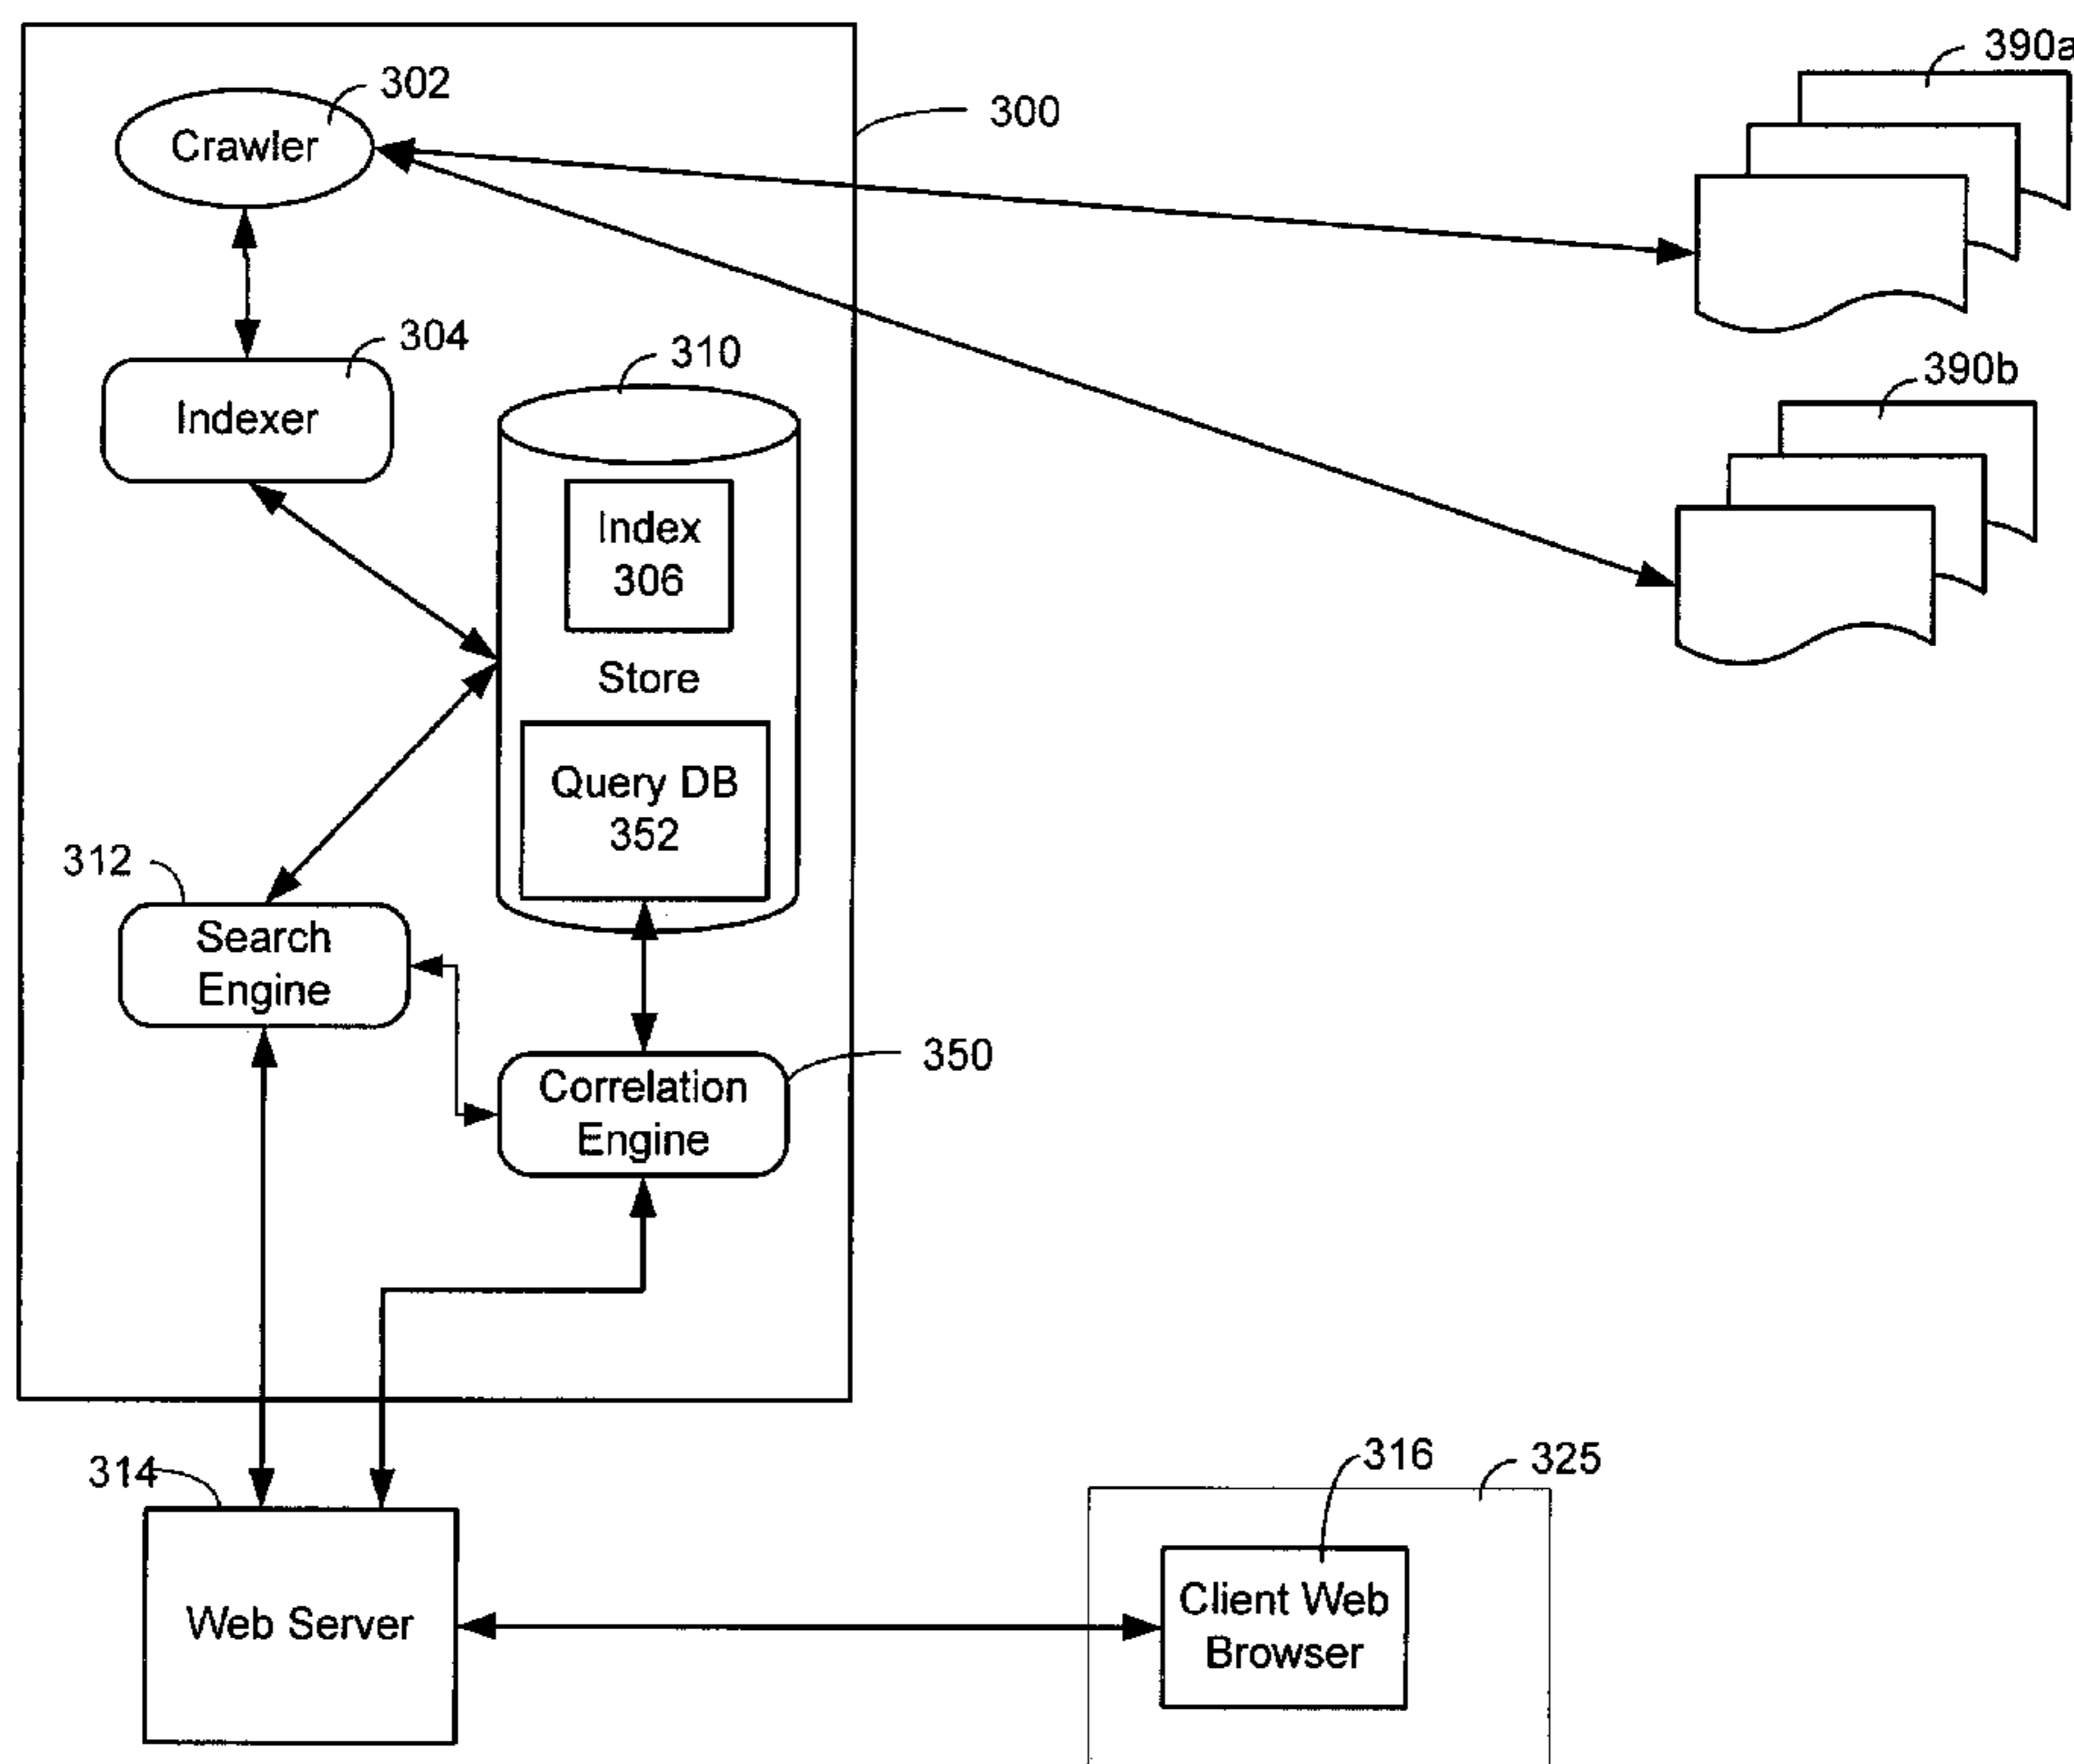 390a
302
300
Crawler
304
310
390b
Indexer
Index
306
Store
Query DB
352
312
Search
Engine
350
Correlation
Engine
314
316
325
Web Server
Client Web
Browser